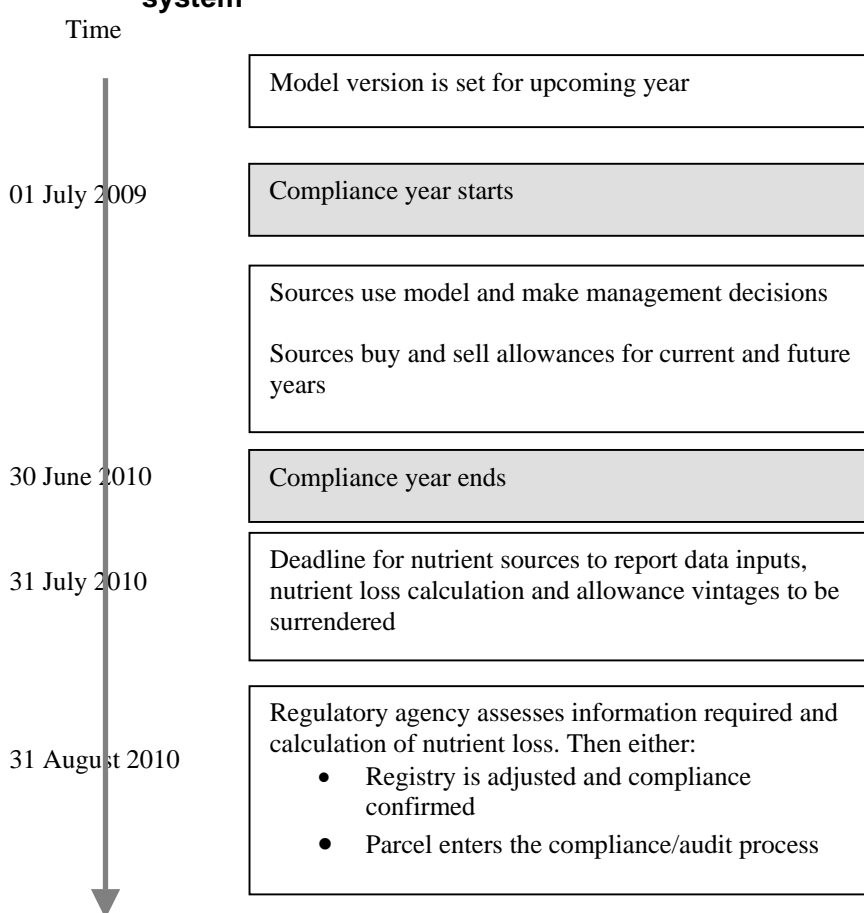 system
Time
Model version is set for upcoming year
01 July 2009
Compliance year starts
Sources use model and make management decisions
Sources buy and sell allowances for current and future
years
30 June 2010
Compliance year ends
31 July 2010
Deadline for nutrient sources to report data inputs,
nutrient loss calculation and allowance vintages to be
surrendered
31 August 2010
Regulatory agency assesses information required and
calculation of nutrient loss. Then either:
• Registry is adjusted and compliance
confirmed
• Parcel enters the compliance/audit process